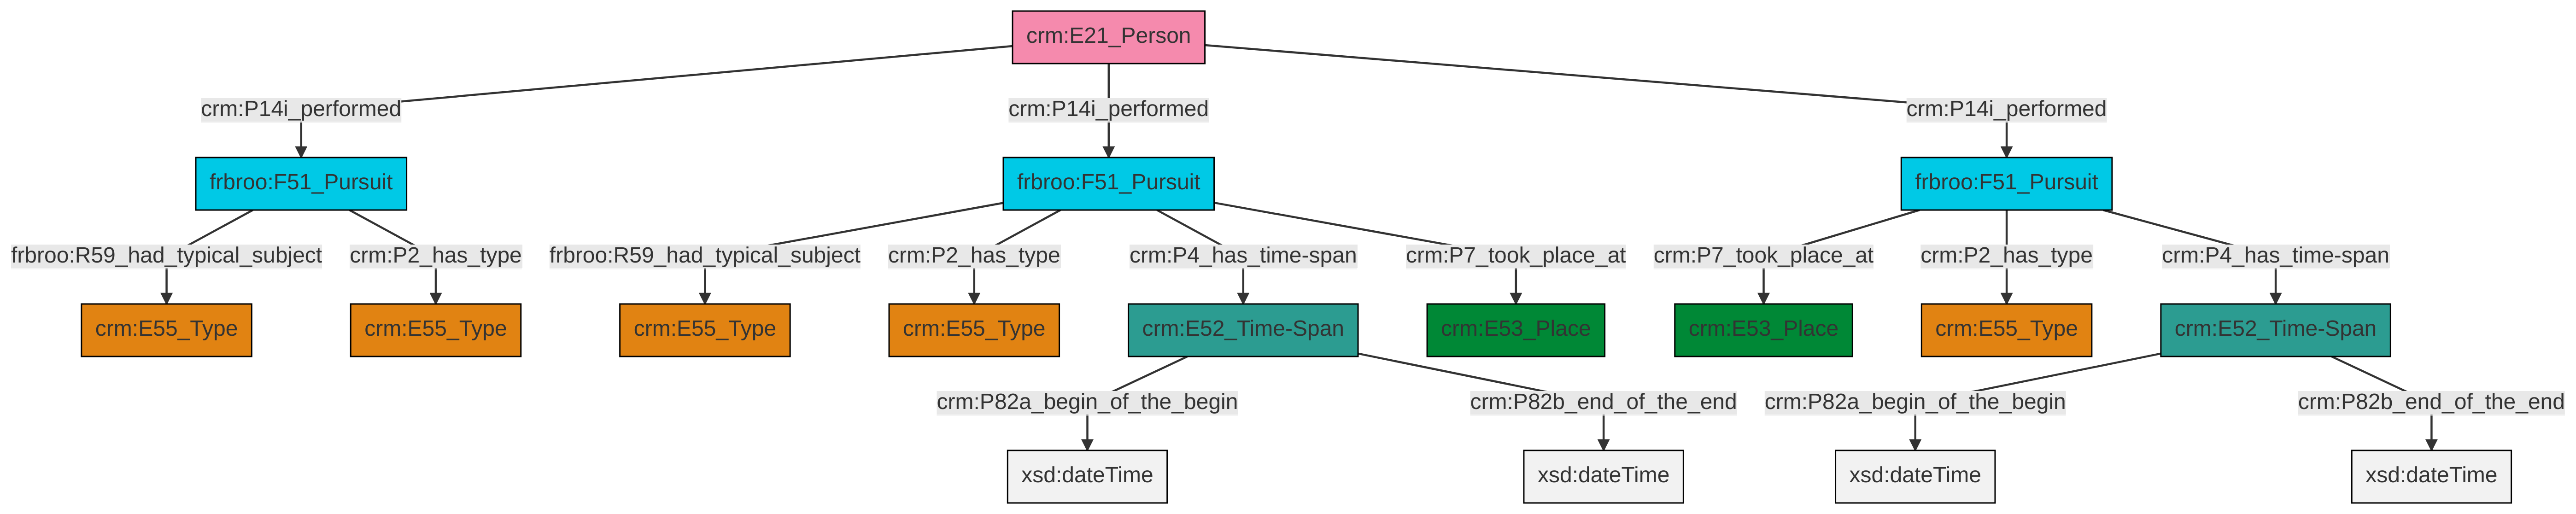 crm:E21_Person
crm:P14i_performed crm:P14i_performed crm:P14i_performed
frbroo:F51_Pursuit frbroo:F51_Pursuit frbroo:F51_Pursuit
frbroo:R59_had_typical_subject crm:P2_has_type frbroo:R59_had_typical_subject crm:P2_has_type crm:P4_has_time-span crm:P7_took_place_at crm:P7_took_place_at crm:P2_has_type crm:P4_has_time-span
crm:E55_Type crm:E55_Type crm:E55_Type crm:E55_Type crm:E52_Time-Span crm:E53_Place crm:E53_Place crm:E55_Type crm:E52_Time-Span
crm:P82a_begin_of_the_begin crm:P82b_end_of_the_end crm:P82a_begin_of_the_begin crm:P82b_end_of_the_end
xsd:dateTime xsd:dateTime xsd:dateTime xsd:dateTime